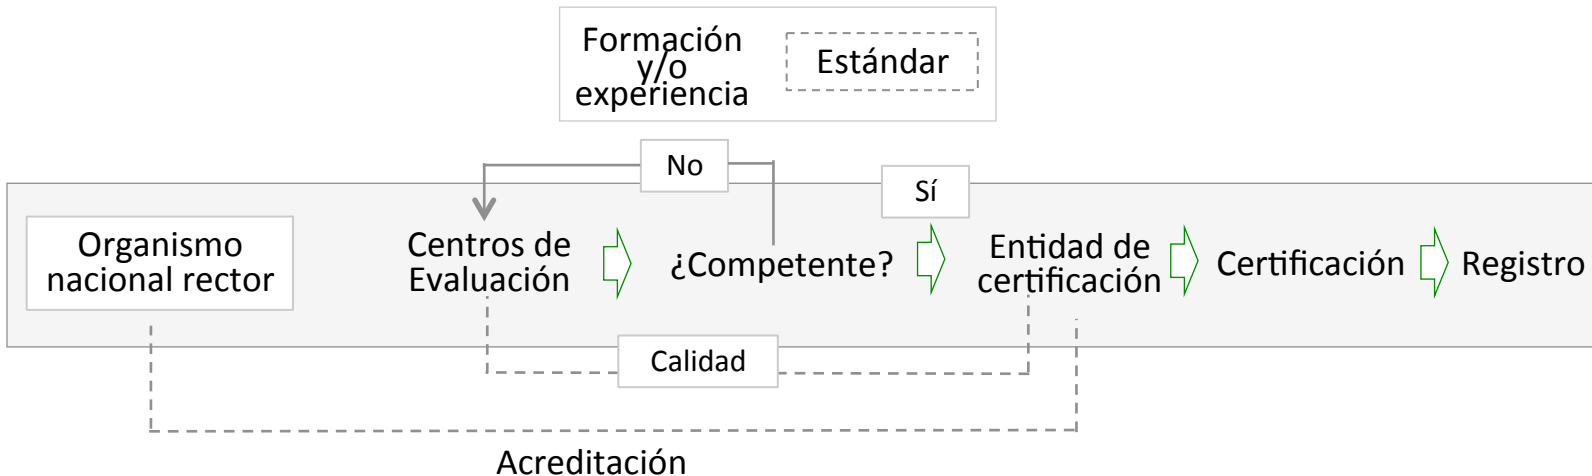 Formación
y/o
experiencia
Estándar
No
Sí
Organismo
nacional rector
Centros de
Evaluación
¿Competente?
Entidad de
certificación
Certificación
Registro
Calidad
Acreditación